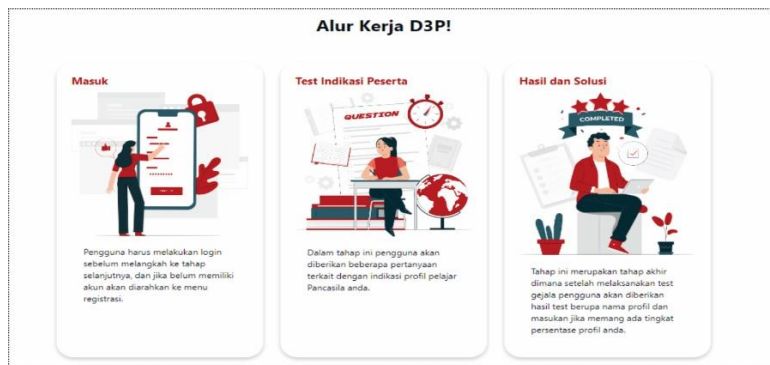 Alur Kerja D3P!
Masuk
Pengguna harus melakukan login
sebelum melangkah ke tahap
selanjutnya, dan jika belum memiliki
akun akan diarahkan ke menu
registrasi.
Test Indikasi Peserta
QUESTION
Dalam tahap ini pengguna akan
diberikan beberapa pertanyaan
terkait dengan indikasi profil pelajar
Pancasila anda.
Hasil dan Solusi
COMPLETED
Tahap ini merupakan tahap akhir
dimana setelah melaksanakan test
gejala pengguna akan diberikan
hasil test berupa nama profil dan
masukan jika memang ada tingkat
persentase profil anda.